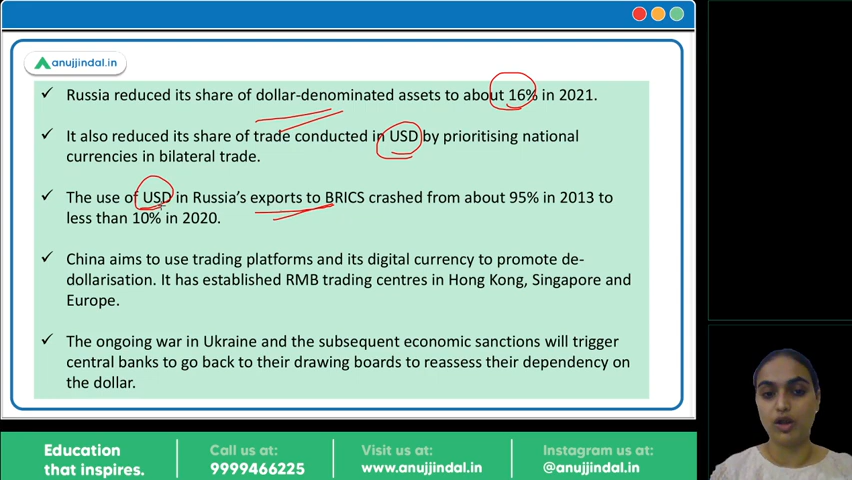 anujjindal.in
✓ Russia reduced its share of dollar-denominated assets to about 16% in 2021.
✓ It also reduced its share of trade conducted in USD by prioritising national
currencies in bilateral trade.
✓ The use of USD in Russia's exports to BRICS crashed from about 95% in 2013 to
less than 10% in 2020.
✓ China aims to use trading platforms and its digital currency to promote de-
dollarisation. It has established RMB trading centres in Hong Kong, Singapore and
Europe.
✓ The ongoing war in Ukraine and the subsequent economic sanctions will trigger
central banks to go back to their drawing boards to reassess their dependency on
the dollar.
Education
that inspires.
Call us at:
9999466225
Visit us at:
www.anujjindal.in
Instagram us at:
@anujjindal.in